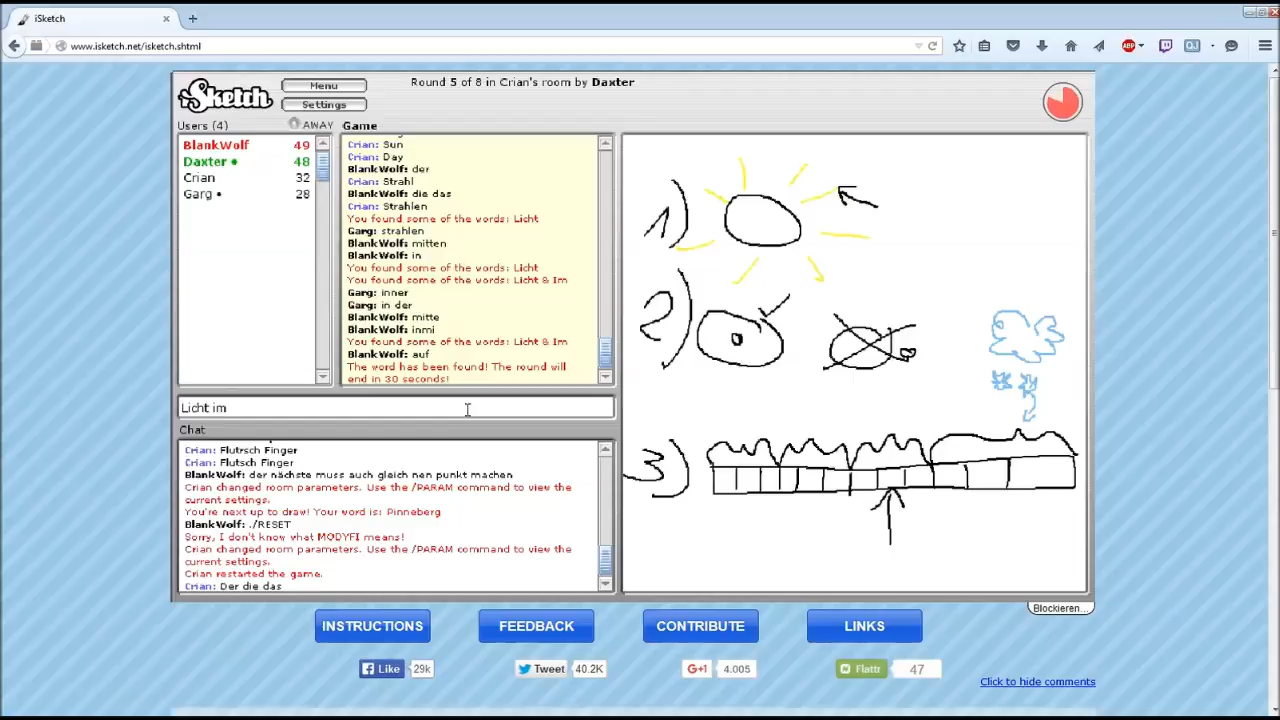 iSketch
www.isketch.net/isketch.shtml
iSketch
Menu
Settings
Round 5 of 8 in Crian's room by Daxter
Users (4)
AWAY
Game
BlankWolf 49
Daxter • 48
Crian 32
Garg • 28
Crian: Sun
Crian: Day
BlankWolf: der
Crian: Strahl
BlankWolf: die das
Crian: Strahlen
You found some of the words: Licht
Garg: strahlen
BlankWolf: mitten
BlankWolf: in
You found some of the words: Licht
You found some of the words: Licht & Im
Garg: inner
Garg: in der
BlankWolf: mitte
BlankWolf: inmi
You found some of the words: Licht & Im
BlankWolf: auf
The word has been found! The round will
end in 30 seconds!
Licht im
Chat
Crian: Flutrsch Finger
Crian: Flutsch Finger
BlankWolf: der nächste muss auch gleich nen punkt machen
Crian changed room parameters. Use the /PARAM command to view the
current settings.
You're next up to draw! Your word is: Pinneberg
BlankWolf: ./RESET
Sorry, I don't know what MODYFI means!
Crian changed room parameters. Use the /PARAM command to view the
current settings.
Crian restarted the game.
Crian: Der die das
1)
2)
3)
Blockieren...
INSTRUCTIONS
FEEDBACK
CONTRIBUTE
LINKS
Like 29k
Tweet 40.2K
G+1 4.005
Flattr 47
Click to hide comments